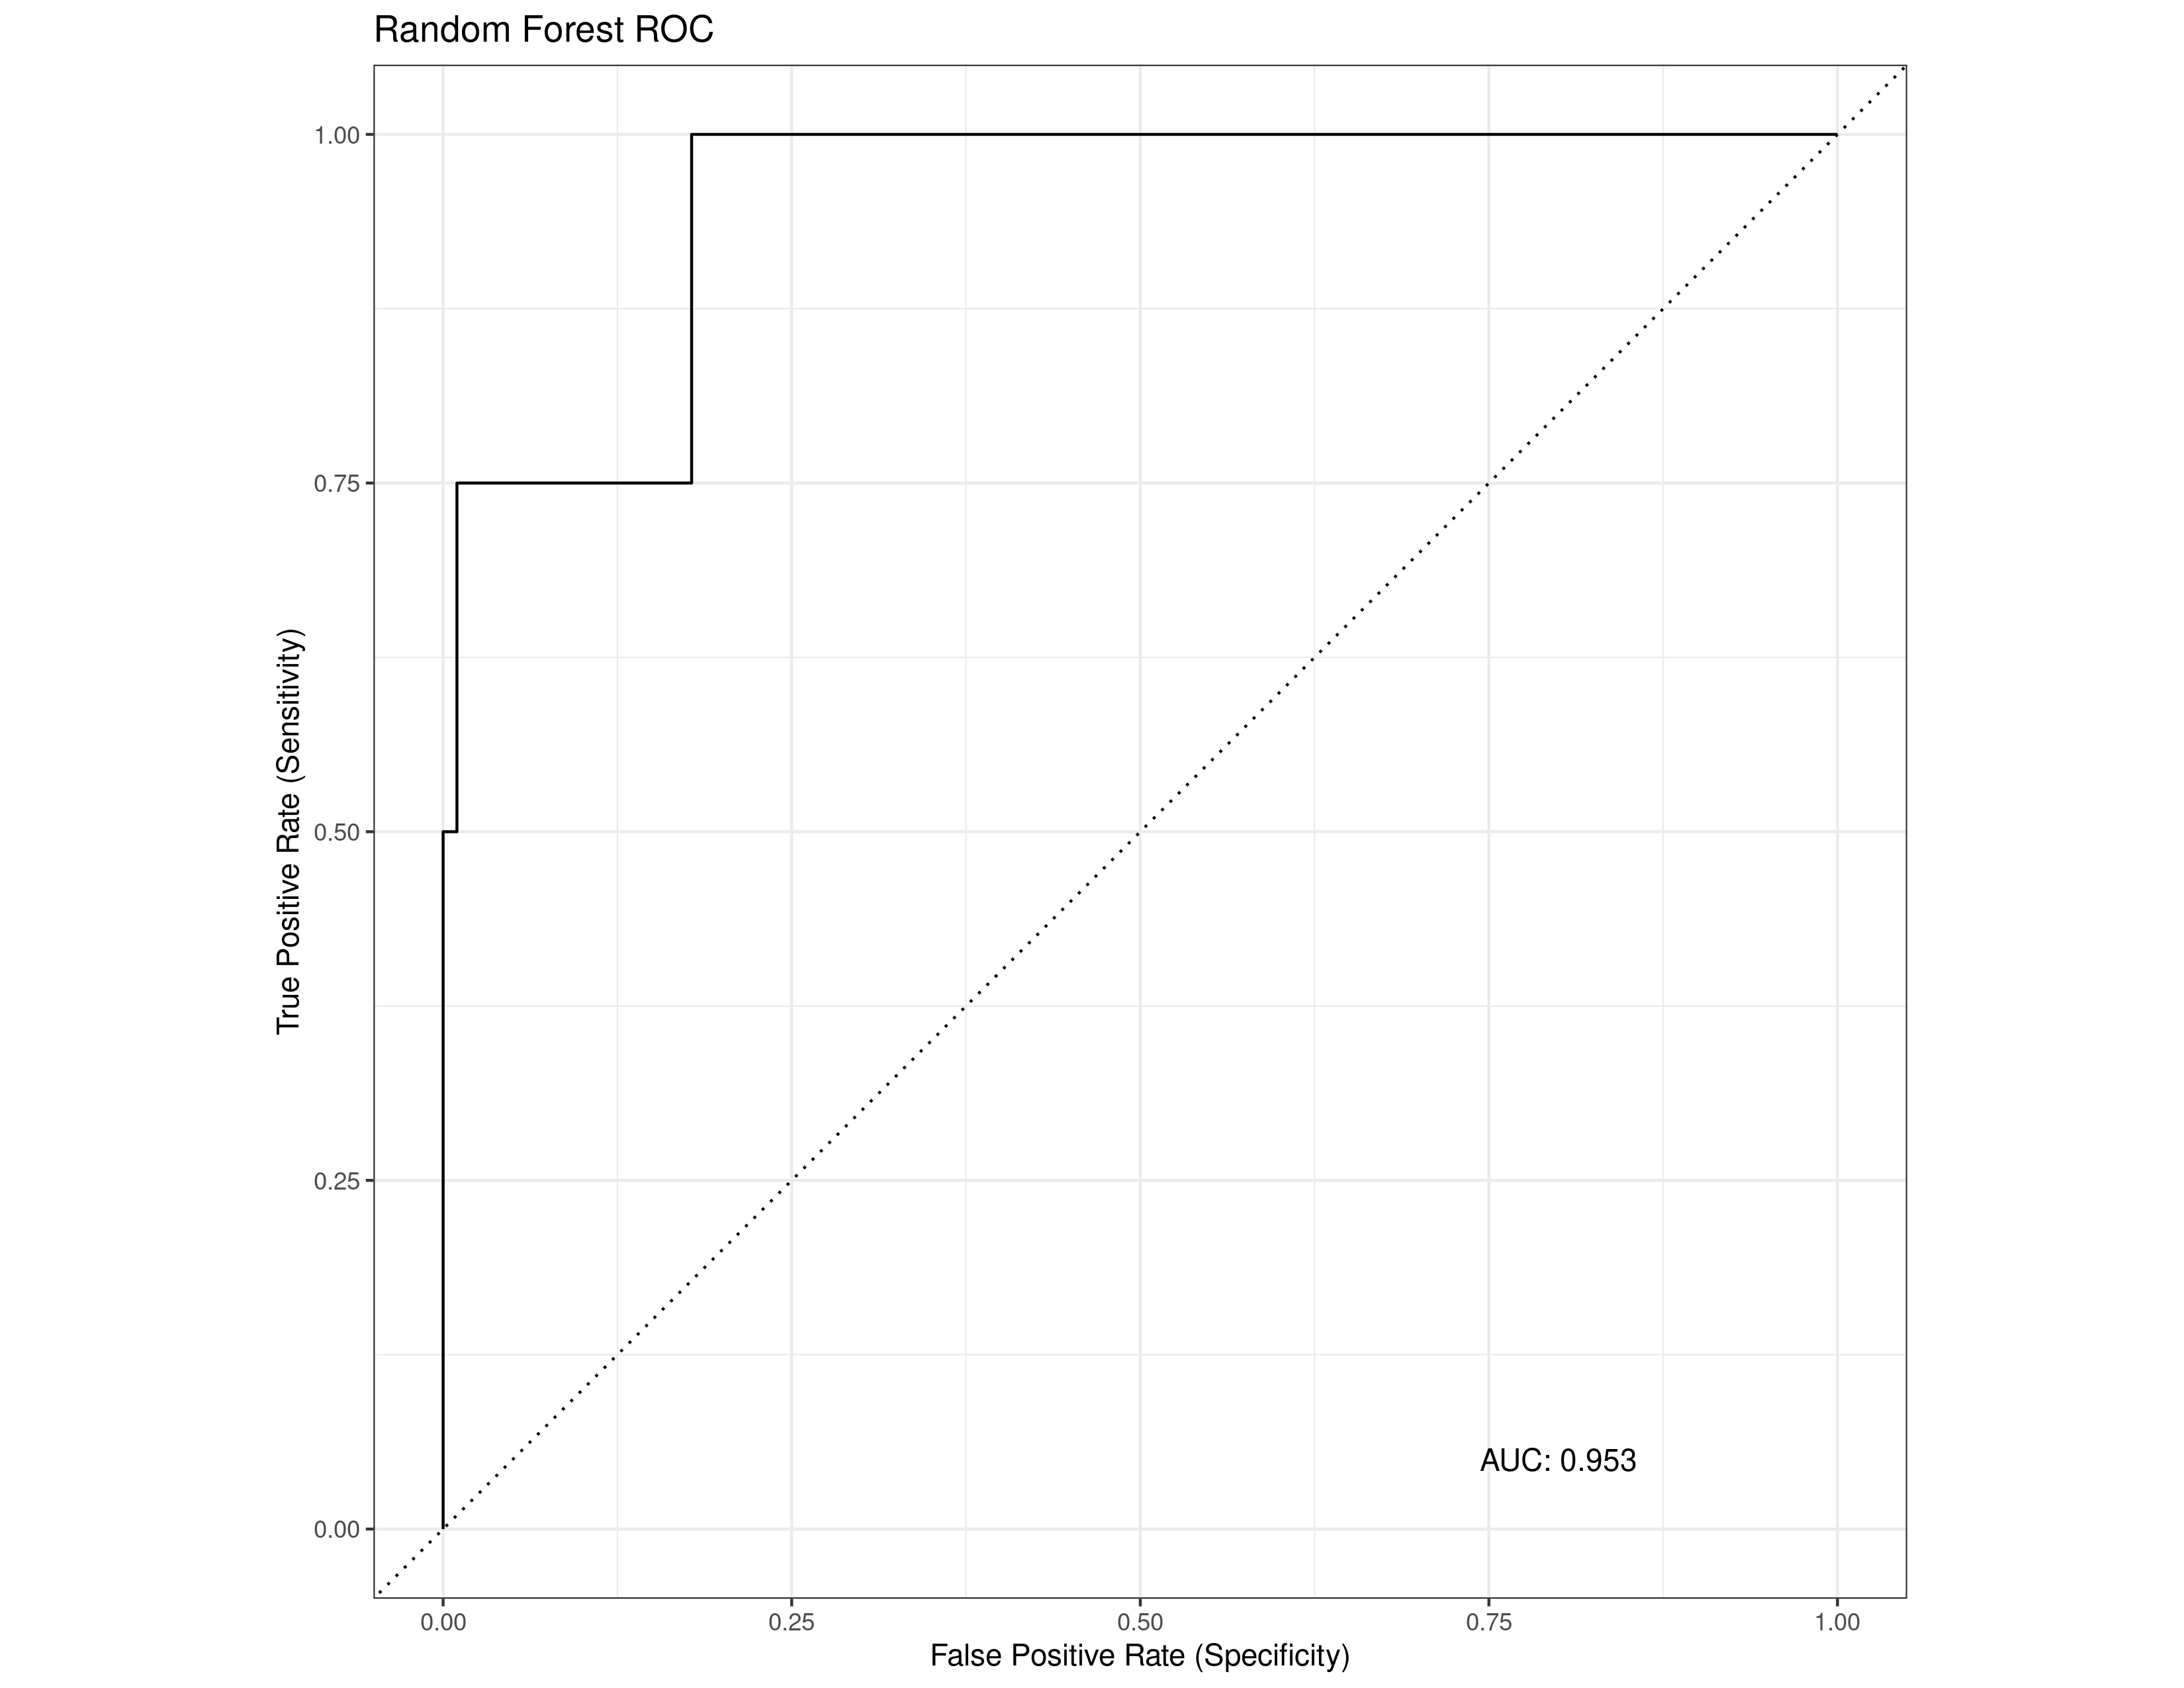 Random Forest ROC
1.00
0.75
0.50
0.25
0.00
True Positive Rate (Sensitivity)
AUC: 0.953
0.00 0.25 0.50 0.75 1.00
False Positive Rate (Specificity)